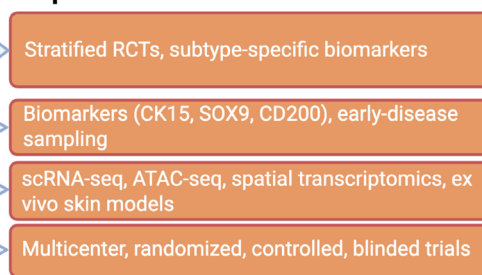 Stratified RCTs, subtype-specific biomarkers
Biomarkers (CK15, SOX9, CD200), early-disease
sampling
scRNA-seq, ATAC-seq, spatial transcriptomics, ex
vivo skin models
Multicenter, randomized, controlled, blinded trials